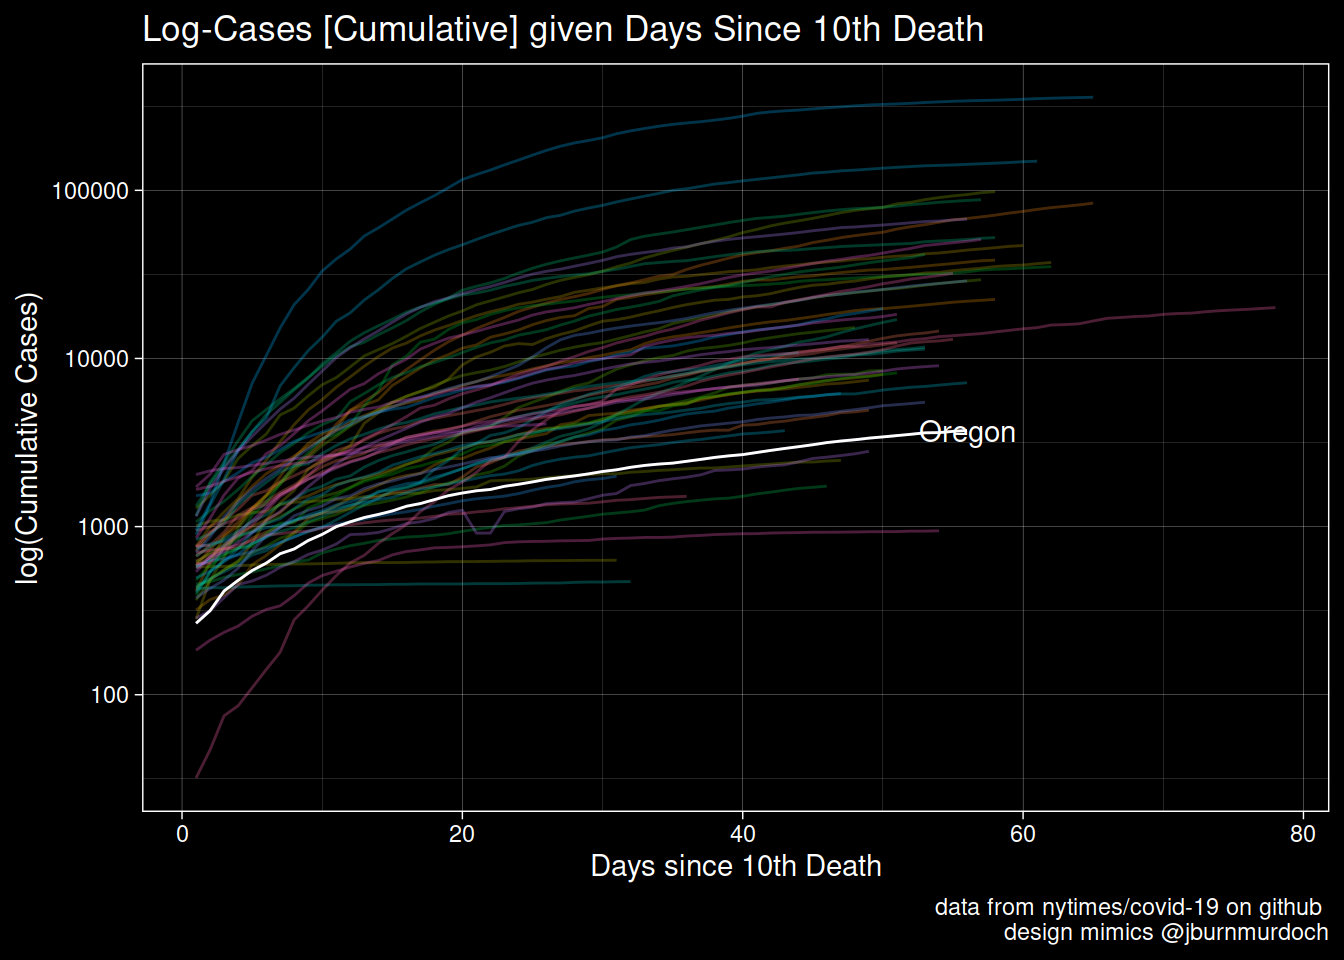 Log-Cases [Cumulative] given Days Since 10th Death
log(Cumulative Cases)
100000
10000
1000
100
Oregon
0 20 40 60 80
Days since 10th Death
data from nytimes/covid-19 on github
design mimics @jburnmurdoch